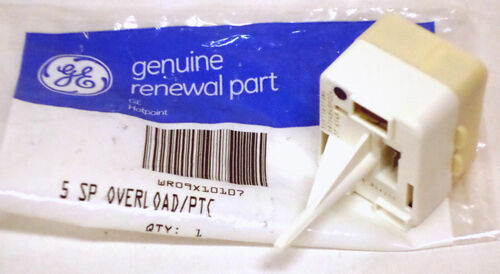 GE
genuine
renewal part
GE
Hotpoint
WR09X10107
5 SP OVERLOAD/PTC
QTY: 1